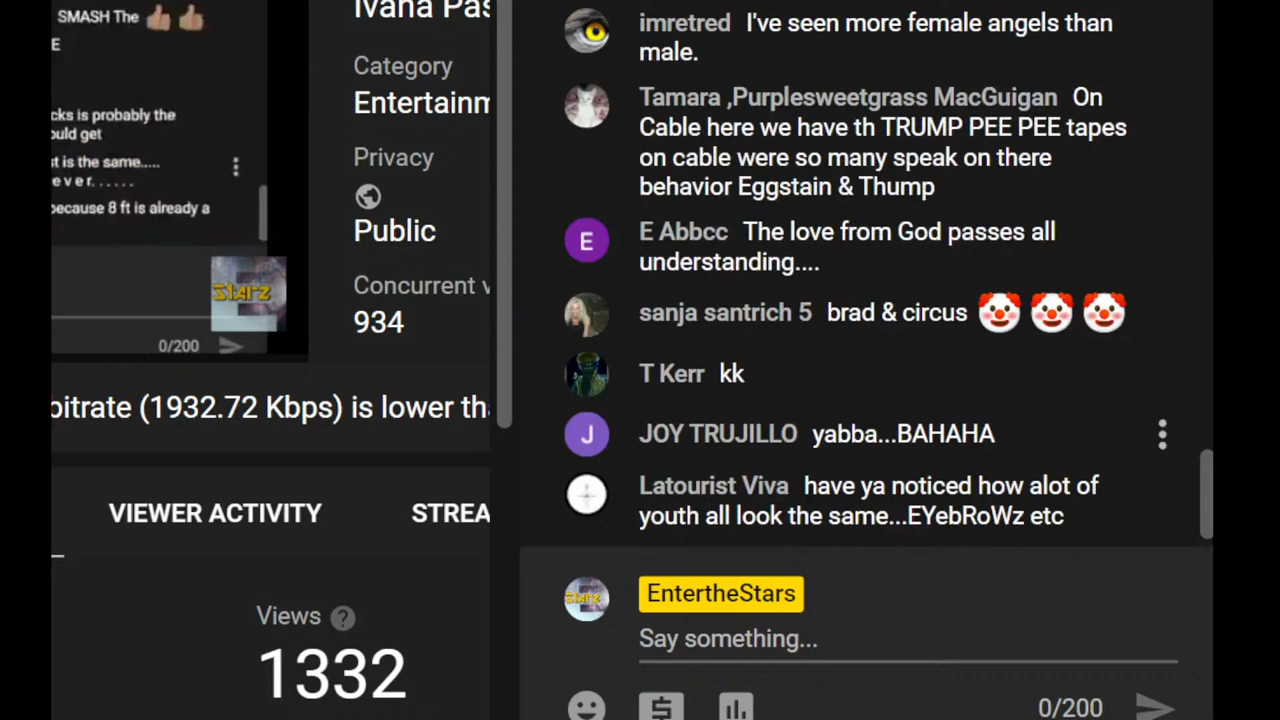 SMASH The
E
cks is probably the
ould get
t is the same.....
e v e r . . . . . .
because 8 ft is already a
Starz
0/200
Ivana Pas
Category
Entertainm
Privacy
Public
Concurrent v
934
bitrate (1932.72 Kbps) is lower th
VIEWER ACTIVITY
STREA
Views ?
1332
imretred I've seen more female angels than
male.
Tamara ,Purplesweetgrass MacGuigan On
Cable here we have th TRUMP PEE PEE tapes
on cable were so many speak on there
behavior Eggstain & Thump
E
E Abbcc The love from God passes all
understanding....
sanja santrich 5 brad & circus 🤡 🤡 🤡
T Kerr kk
J
JOY TRUJILLO yabba...BAHAHA
Latourist Viva have ya noticed how alot of
youth all look the same...EYebRoWz etc
Starz
EntertheStars
Say something...
0/200